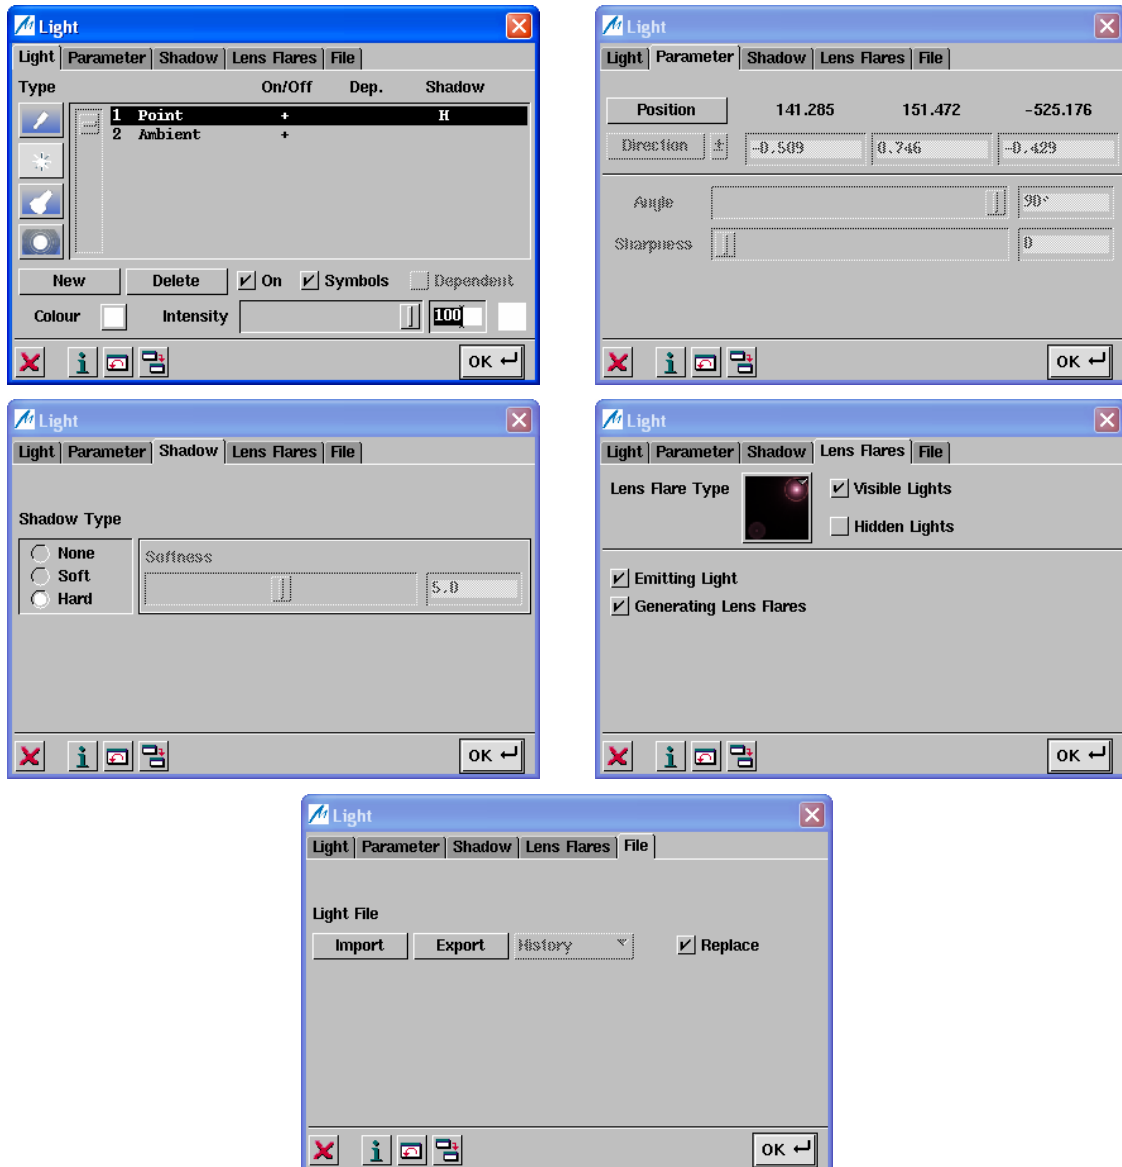 Light
Light Parameter Shadow Lens Flares File
Type On/Off Dep. Shadow
1 Point + H
2 Ambient +
New Delete On Symbols Dependent
Colour Intensity 100
OK
Light
Light Parameter Shadow Lens Flares File
Position 141.285 151.472 -525.176
Direction ± -0.509 0.746 -0.429
Angle 90°
Sharpness 0
OK
Light
Light Parameter Shadow Lens Flares File
Shadow Type
None
Soft
Hard
Softness
5.0
OK
Light
Light Parameter Shadow Lens Flares File
Lens Flare Type Visible Lights
Hidden Lights
Emitting Light
Generating Lens Flares
OK
Light
Light Parameter Shadow Lens Flares File
Light File
Import Export History Replace
OK